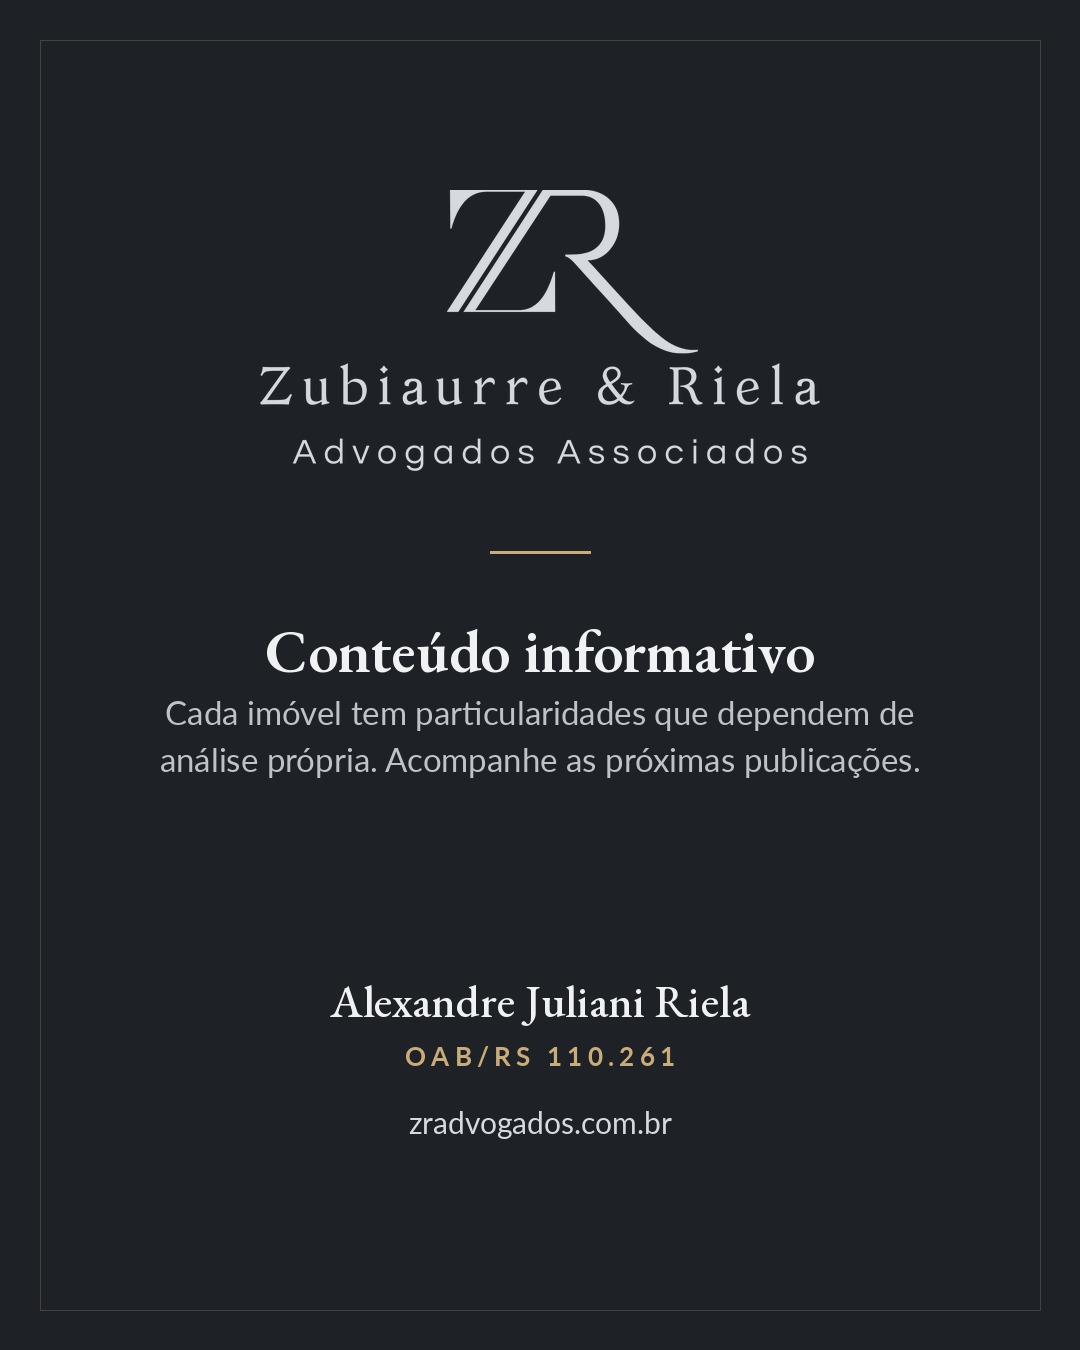 ZR
Zubiaurre & Riela
Advogados Associados
Conteúdo informativo
Cada imóvel tem particularidades que dependem de
análise própria. Acompanhe as próximas publicações.
Alexandre Juliani Riela
OAB/RS 110.261
zradvogados.com.br